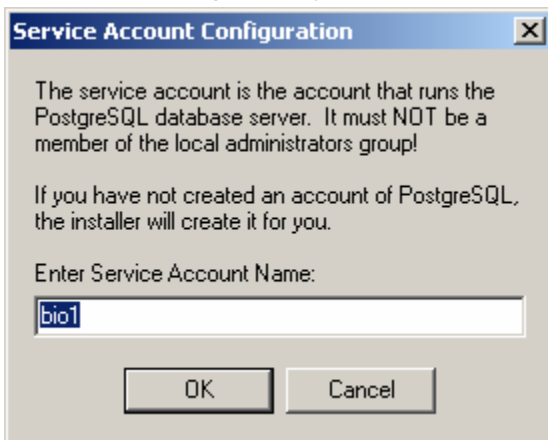 Service Account Configuration
The service account is the account that runs the
PostgreSQL database server.  It must NOT be a
member of the local administrators group!
If you have not created an account of PostgreSQL,
the installer will create it for you.
Enter Service Account Name:
bio1
OK
Cancel